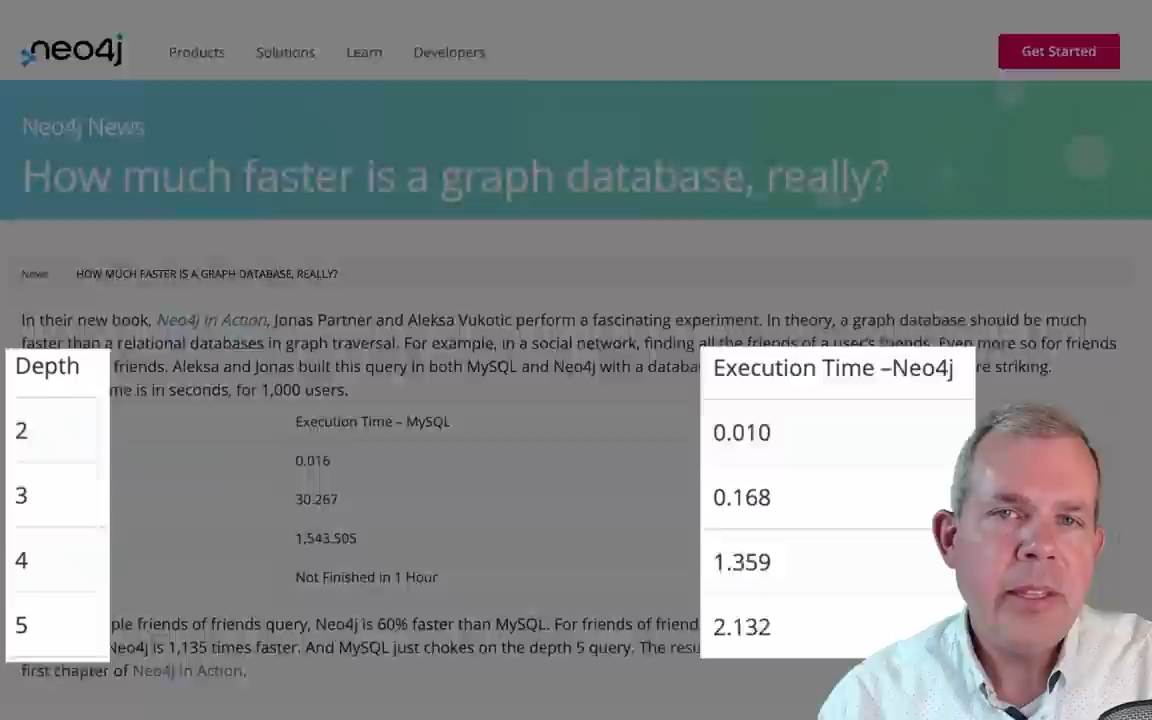 neo4j Products Solutions Learn Developers Get Started
Neo4j News
How much faster is a graph database, really?
News HOW MUCH FASTER IS A GRAPH DATABASE, REALLY?
In their new book, Neo4j in Action, Jonas Partner and Aleksa Vukotic perform a fascinating experiment. In theory, a graph database should be much
faster than a relational databases in graph traversal. For example, in a social network, finding all the friends of a user's friends. Even more so for friends
friends. Aleksa and Jonas built this query in both MySQL and Neo4j with a databa re striking.
me is in seconds, for 1,000 users.
Depth Execution Time – MySQL Execution Time –Neo4j
2 0.016 0.010
3 30.267 0.168
4 1,543.505 1.359
5 Not Finished in 1 Hour 2.132
ple friends of friends query, Neo4j is 60% faster than MySQL. For friends of friend
Neo4j is 1,135 times faster. And MySQL just chokes on the depth 5 query. The resu
first chapter of Neo4j in Action.